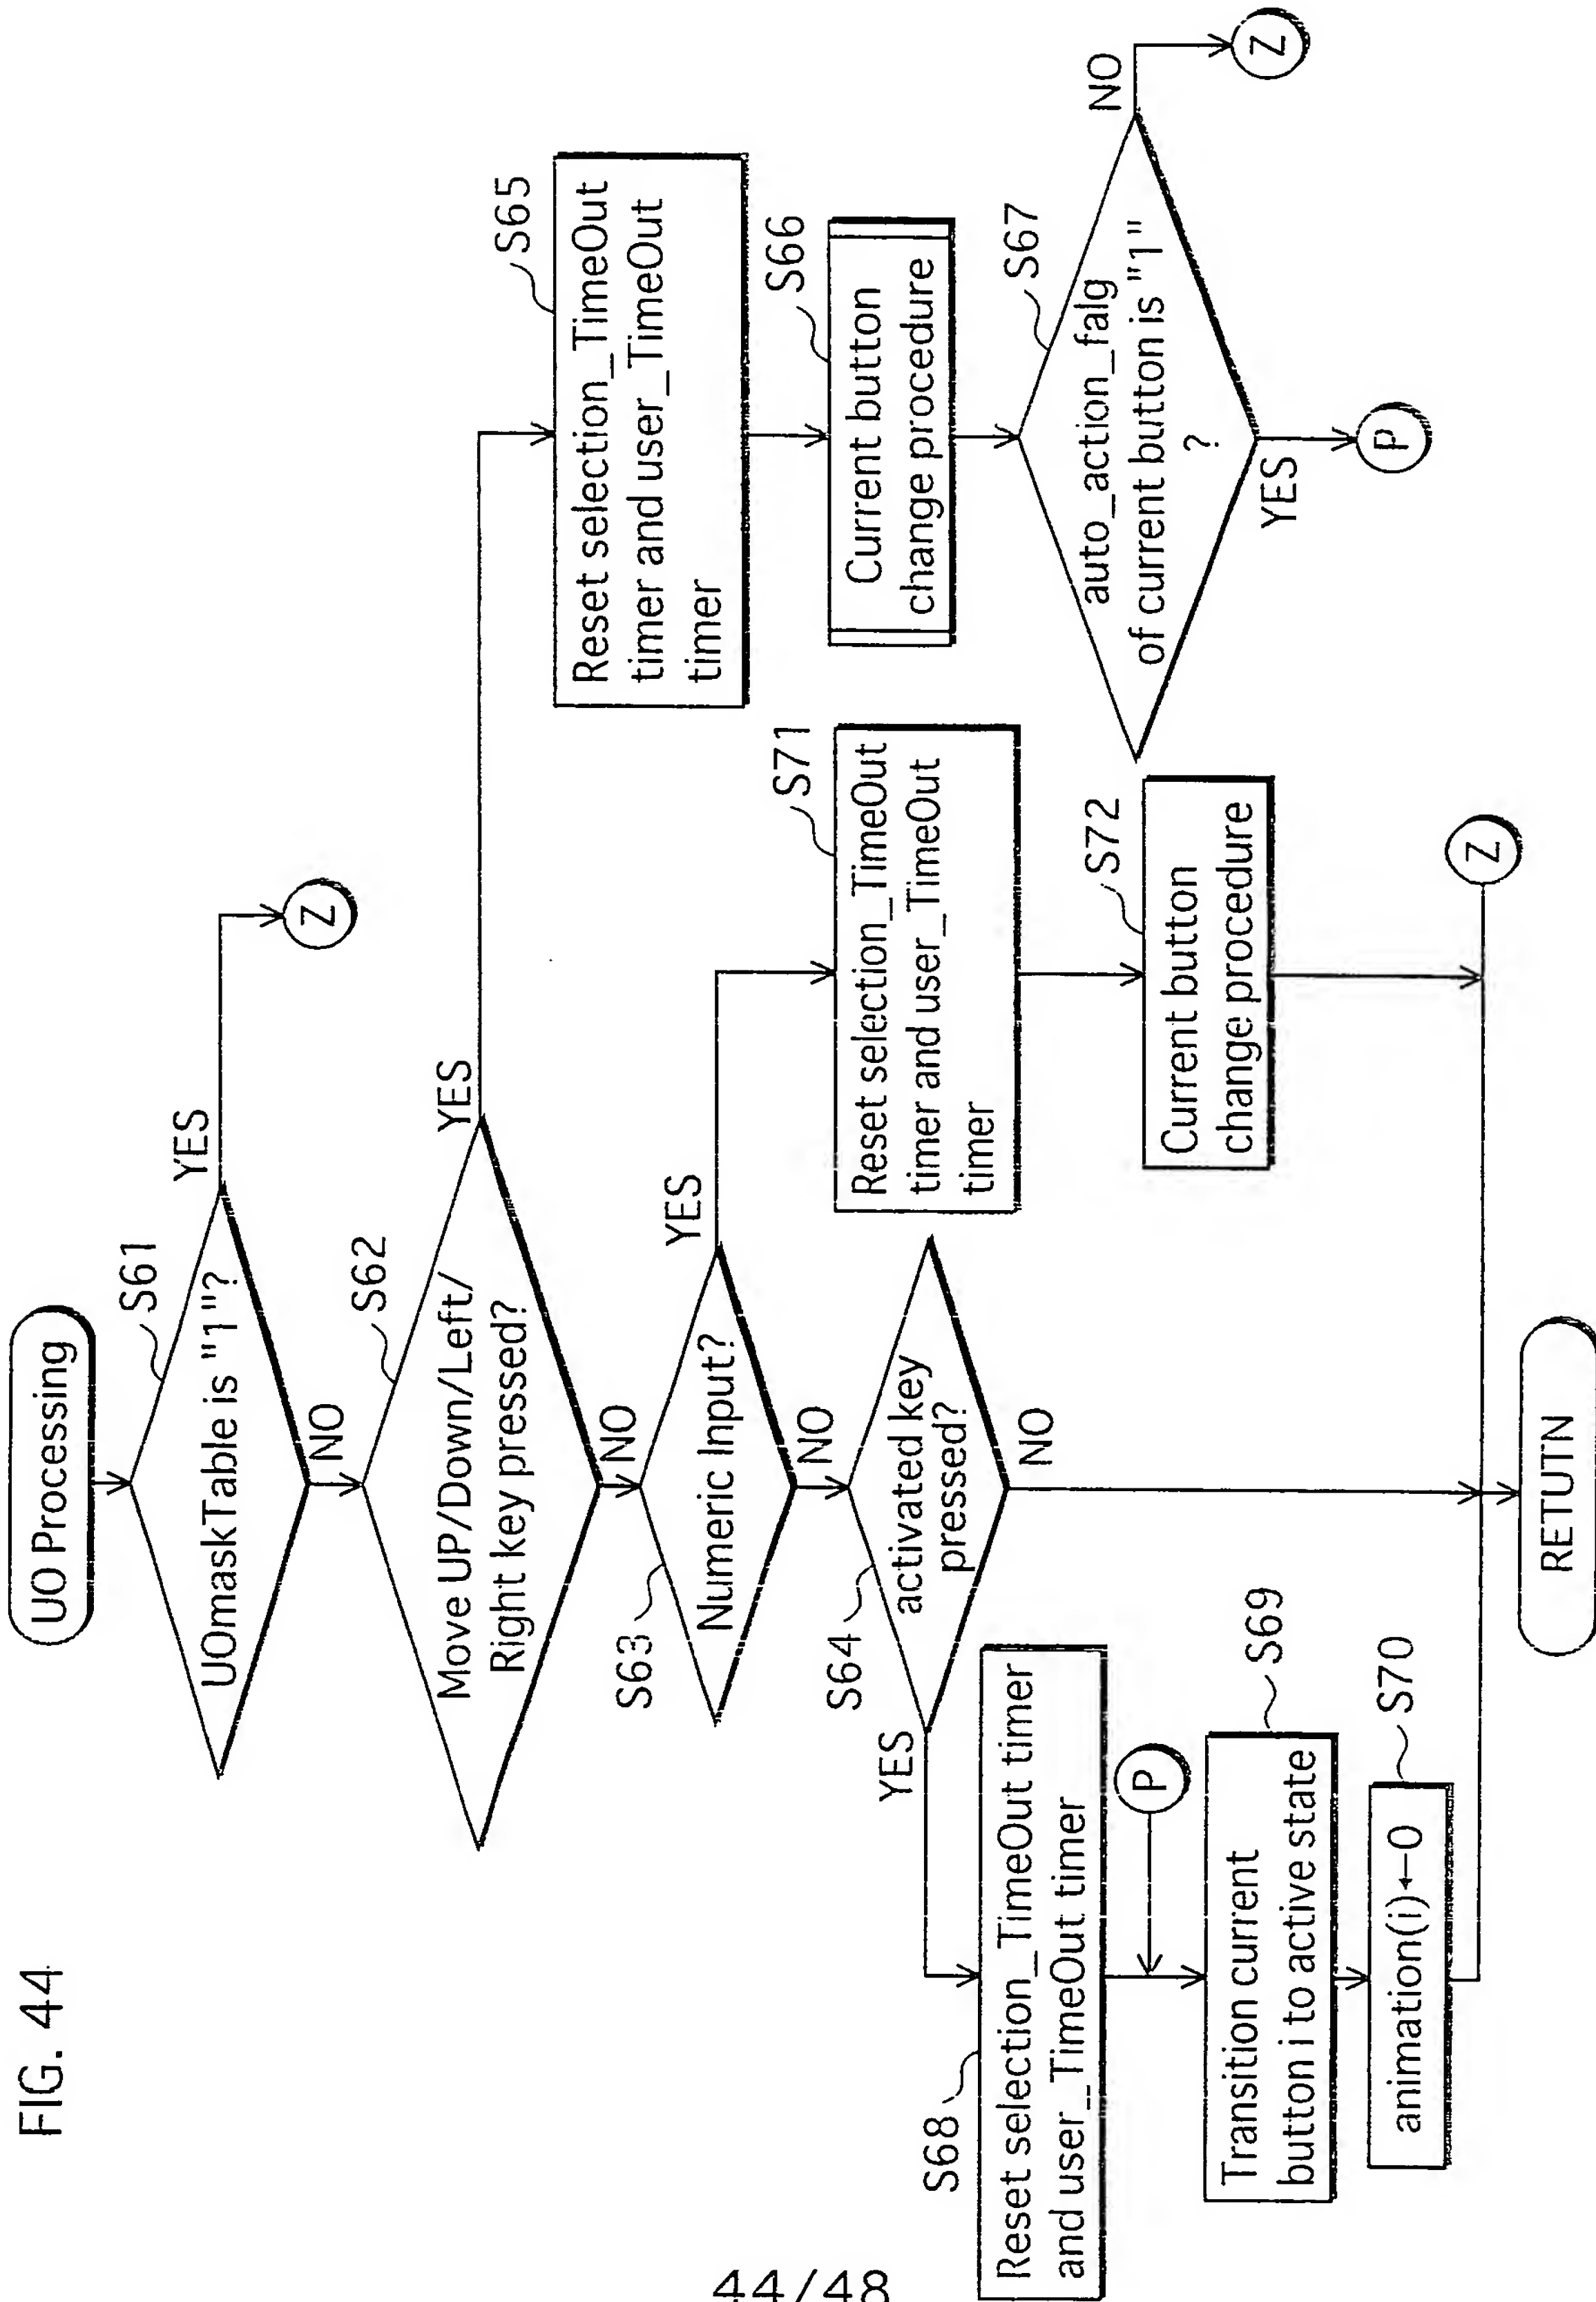 FIG. 44
UO Processing
S61
UOmaskTable is "1"?
YES
Z
NO
S62
Move UP/Down/Left/
Right key pressed?
YES
NO
S63
Numeric Input?
YES
NO
S64
activated key
pressed?
YES
NO
S65
Reset selection_TimeOut
timer and user_TimeOut
timer
S66
Current button
change procedure
S67
auto_action_falg
of current button is "1"
?
NO
Z
YES
P
S71
Reset selection_TimeOut
timer and user_TimeOut
timer
S72
Current button
change procedure
Z
S68
Reset selection_TimeOut timer
and user_TimeOut timer
P
S69
Transition current
button i to active state
S70
animation(i)←0
RETUTN
44/48